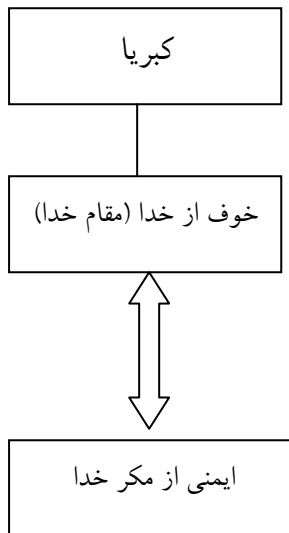 کبریا
خوف از خدا (مقام خدا)
ایمنی از مکر خدا